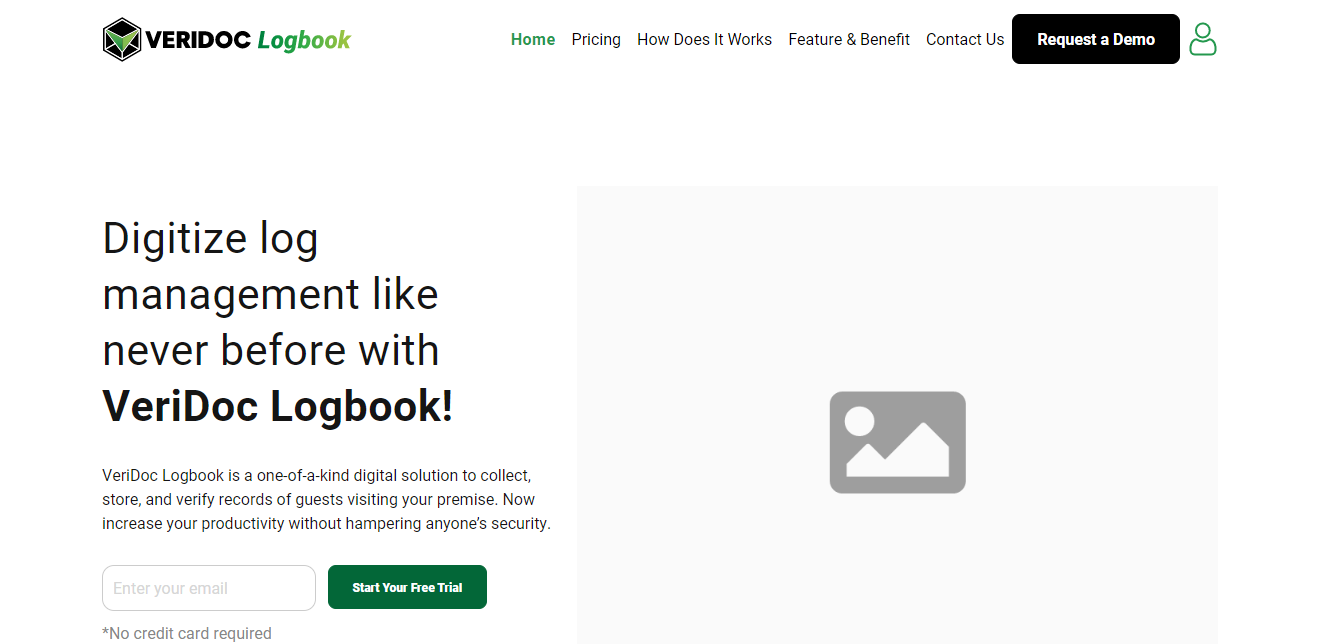 VERIDOC Logbook
Home Pricing How Does It Works Feature & Benefit Contact Us Request a Demo
Digitize log
management like
never before with
VeriDoc Logbook!
VeriDoc Logbook is a one-of-a-kind digital solution to collect,
store, and verify records of guests visiting your premise. Now
increase your productivity without hampering anyone’s security.
Enter your email
Start Your Free Trial
*No credit card required